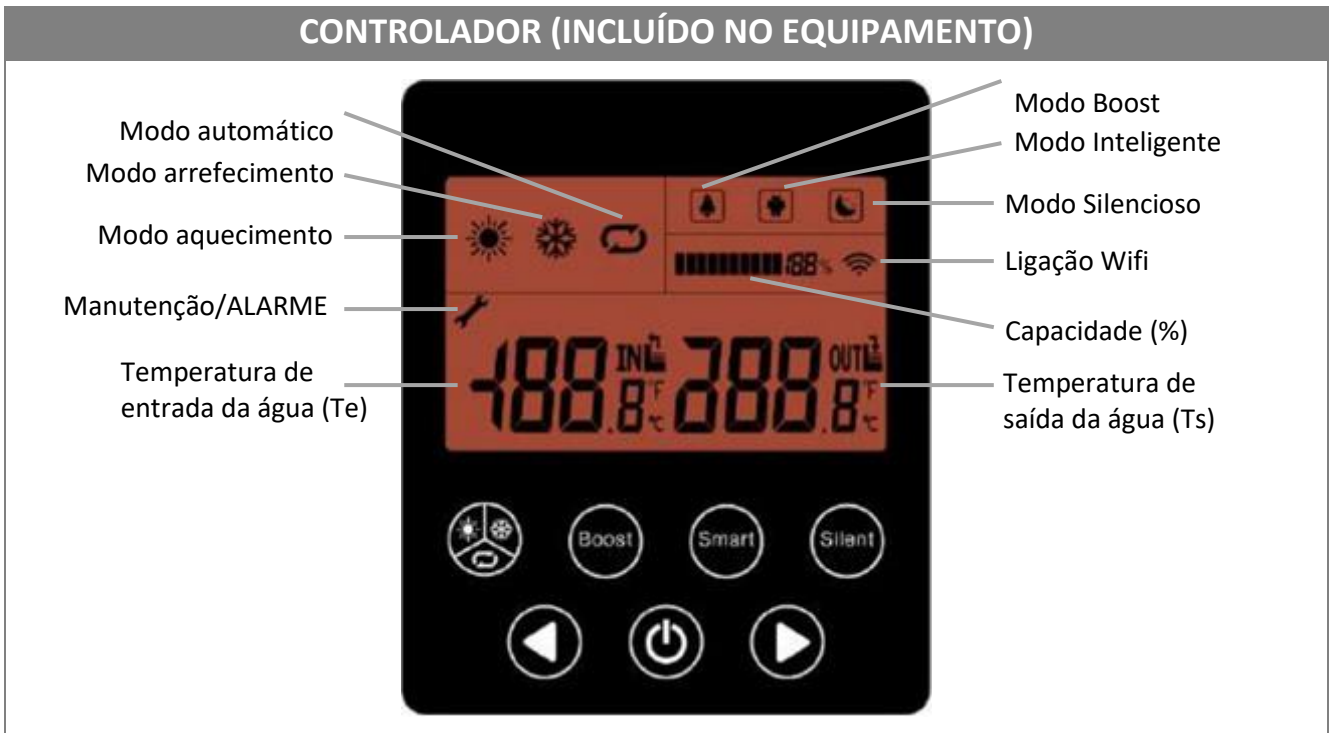 CONTROLADOR (INCLUÍDO NO EQUIPAMENTO)
Modo automático
Modo arrefecimento
Modo aquecimento
Manutenção/ALARME
Temperatura de
entrada da água (Te)
Modo Boost
Modo Inteligente
Modo Silencioso
Ligação Wifi
Capacidade (%)
Temperatura de
saída da água (Ts)
188%
188.8 IN °F °C
288.8 OUT °F °C
Boost
Smart
Silent